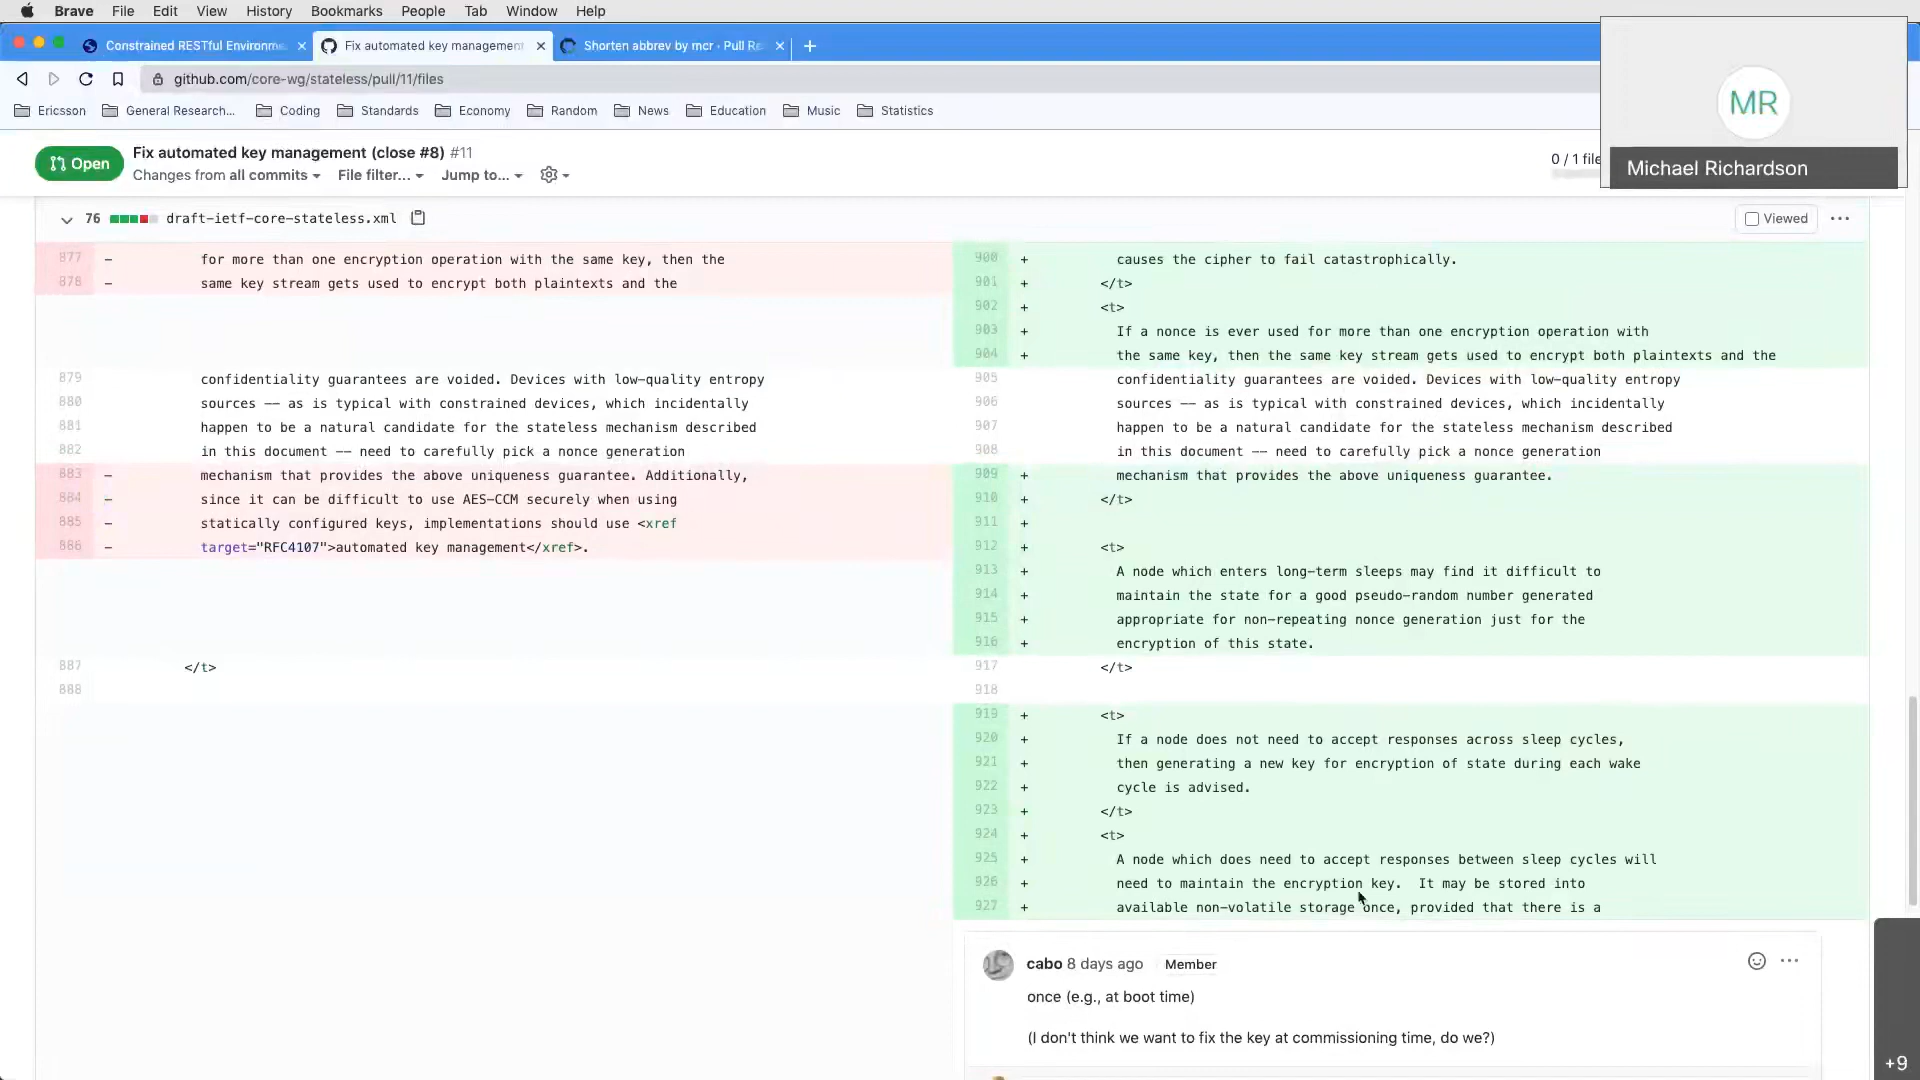 Brave File Edit View History Bookmarks People Tab Window Help
Constrained RESTful Environme
Fix automated key management
Shorten abbrev by mcr · Pull Re
github.com/core-wg/stateless/pull/11/files
Ericsson General Research... Coding Standards Economy Random News Education Music Statistics
MR
Michael Richardson
Open
Fix automated key management (close #8) #11
Changes from all commits File filter... Jump to...
0 / 1 file
76 draft-ietf-core-stateless.xml
Viewed
877 – for more than one encryption operation with the same key, then the
878 – same key stream gets used to encrypt both plaintexts and the
879 confidentiality guarantees are voided. Devices with low-quality entropy
880 sources -- as is typical with constrained devices, which incidentally
881 happen to be a natural candidate for the stateless mechanism described
882 in this document -- need to carefully pick a nonce generation
883 – mechanism that provides the above uniqueness guarantee. Additionally,
884 – since it can be difficult to use AES-CCM securely when using
885 – statically configured keys, implementations should use <xref
886 – target="RFC4107">automated key management</xref>.
887 </t>
888
900 + causes the cipher to fail catastrophically.
901 + </t>
902 + <t>
903 + If a nonce is ever used for more than one encryption operation with
904 + the same key, then the same key stream gets used to encrypt both plaintexts and the
905 confidentiality guarantees are voided. Devices with low-quality entropy
906 sources -- as is typical with constrained devices, which incidentally
907 happen to be a natural candidate for the stateless mechanism described
908 in this document -- need to carefully pick a nonce generation
909 + mechanism that provides the above uniqueness guarantee.
910 + </t>
911 +
912 + <t>
913 + A node which enters long-term sleeps may find it difficult to
914 + maintain the state for a good pseudo-random number generated
915 + appropriate for non-repeating nonce generation just for the
916 + encryption of this state.
917 </t>
918
919 + <t>
920 + If a node does not need to accept responses across sleep cycles,
921 + then generating a new key for encryption of state during each wake
922 + cycle is advised.
923 + </t>
924 + <t>
925 + A node which does need to accept responses between sleep cycles will
926 + need to maintain the encryption key.  It may be stored into
927 + available non-volatile storage once, provided that there is a
cabo 8 days ago Member
once (e.g., at boot time)
(I don't think we want to fix the key at commissioning time, do we?)
+9